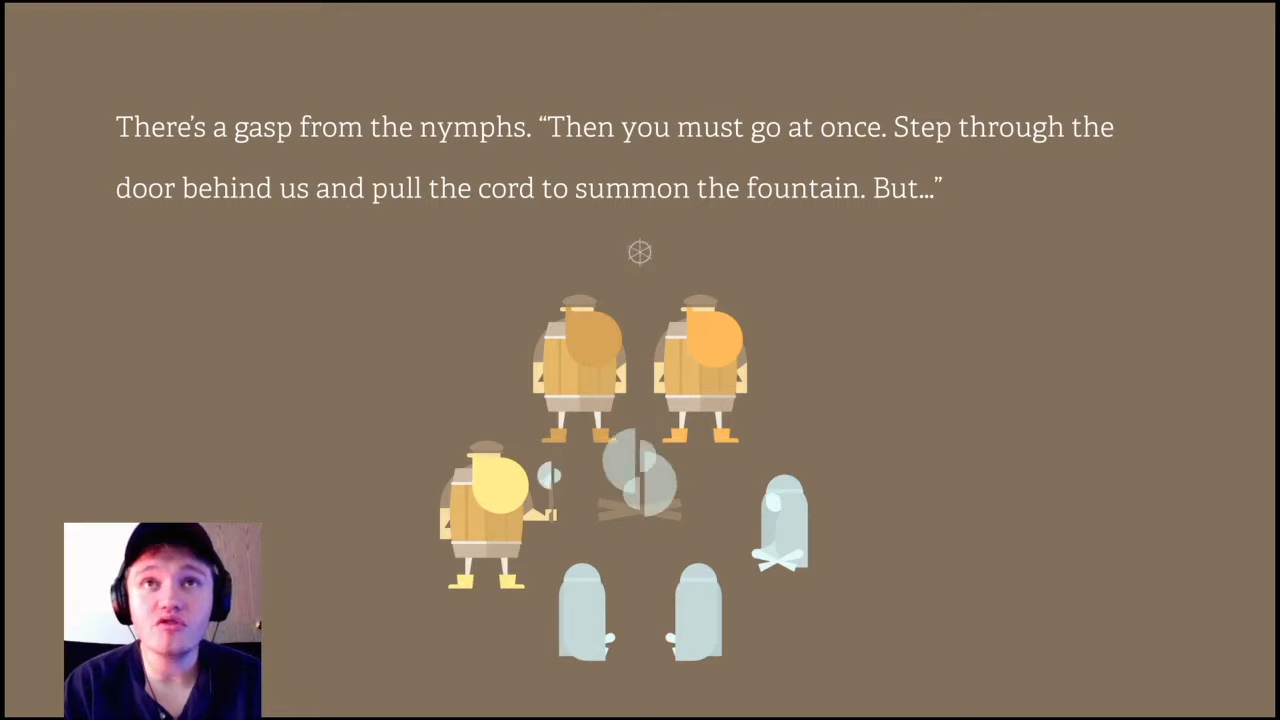 There's a gasp from the nymphs. “Then you must go at once. Step through the
door behind us and pull the cord to summon the fountain. But...”